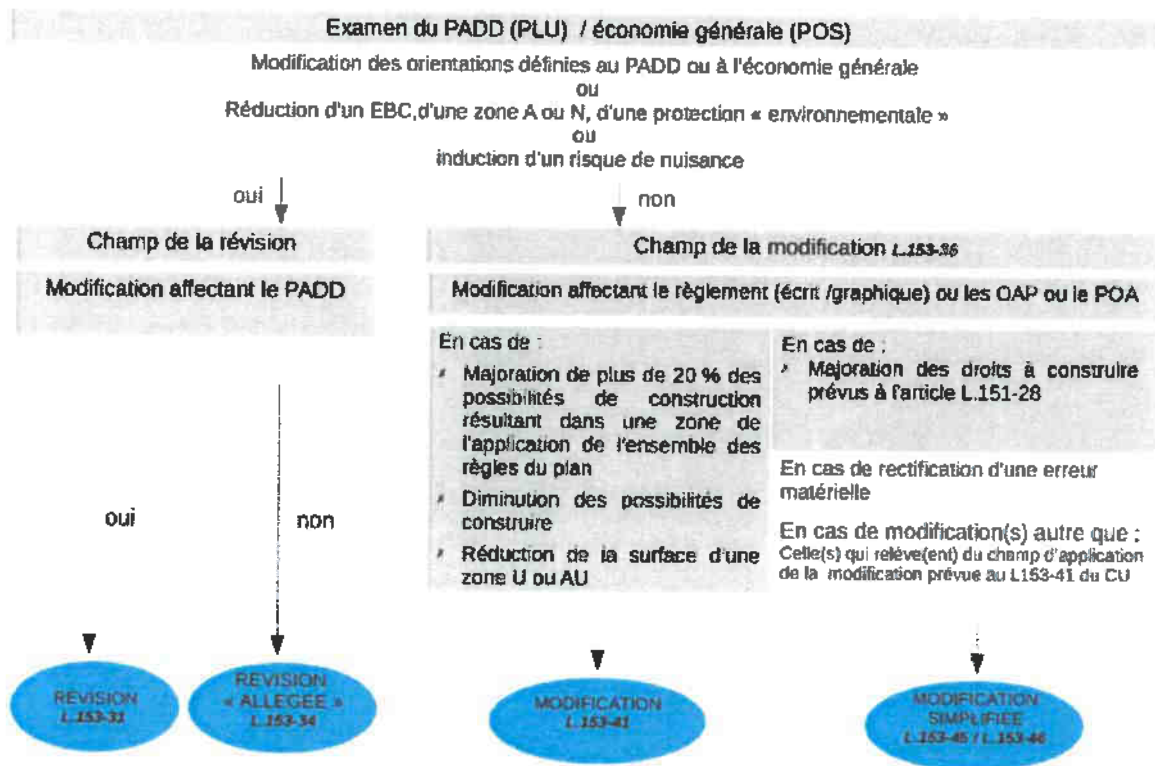 Examen du PADD (PLU) / économie générale (POS)
Modification des orientations définies au PADD ou à l'économie générale
ou
Réduction d'un EBC,d'une zone A ou N, d'une protection « environnementale »
ou
induction d'un risque de nuisance
oui
non
Champ de la révision
Modification affectant le PADD
oui
non
REVISION
L.153-31
REVISION
« ALLEGEE »
L.153-34
Champ de la modification L.153-36
Modification affectant le règlement (écrit /graphique) ou les OAP ou le POA
En cas de :
Majoration de plus de 20 % des
possibilités de construction
résultant dans une zone de
l'application de l'ensemble des
règles du plan
Diminution des possibilités de
construire
Réduction de la surface d'une
zone U ou AU
MODIFICATION
L.153-41
En cas de :
Majoration des droits à construire
prévus à l'article L.151-28
En cas de rectification d'une erreur
matérielle
En cas de modification(s) autre que :
Celle(s) qui relève(ent) du champ d'application
de la modification prévue au L153-41 du CU
MODIFICATION
SIMPLIFIEE
L.153-45 / L.153-46